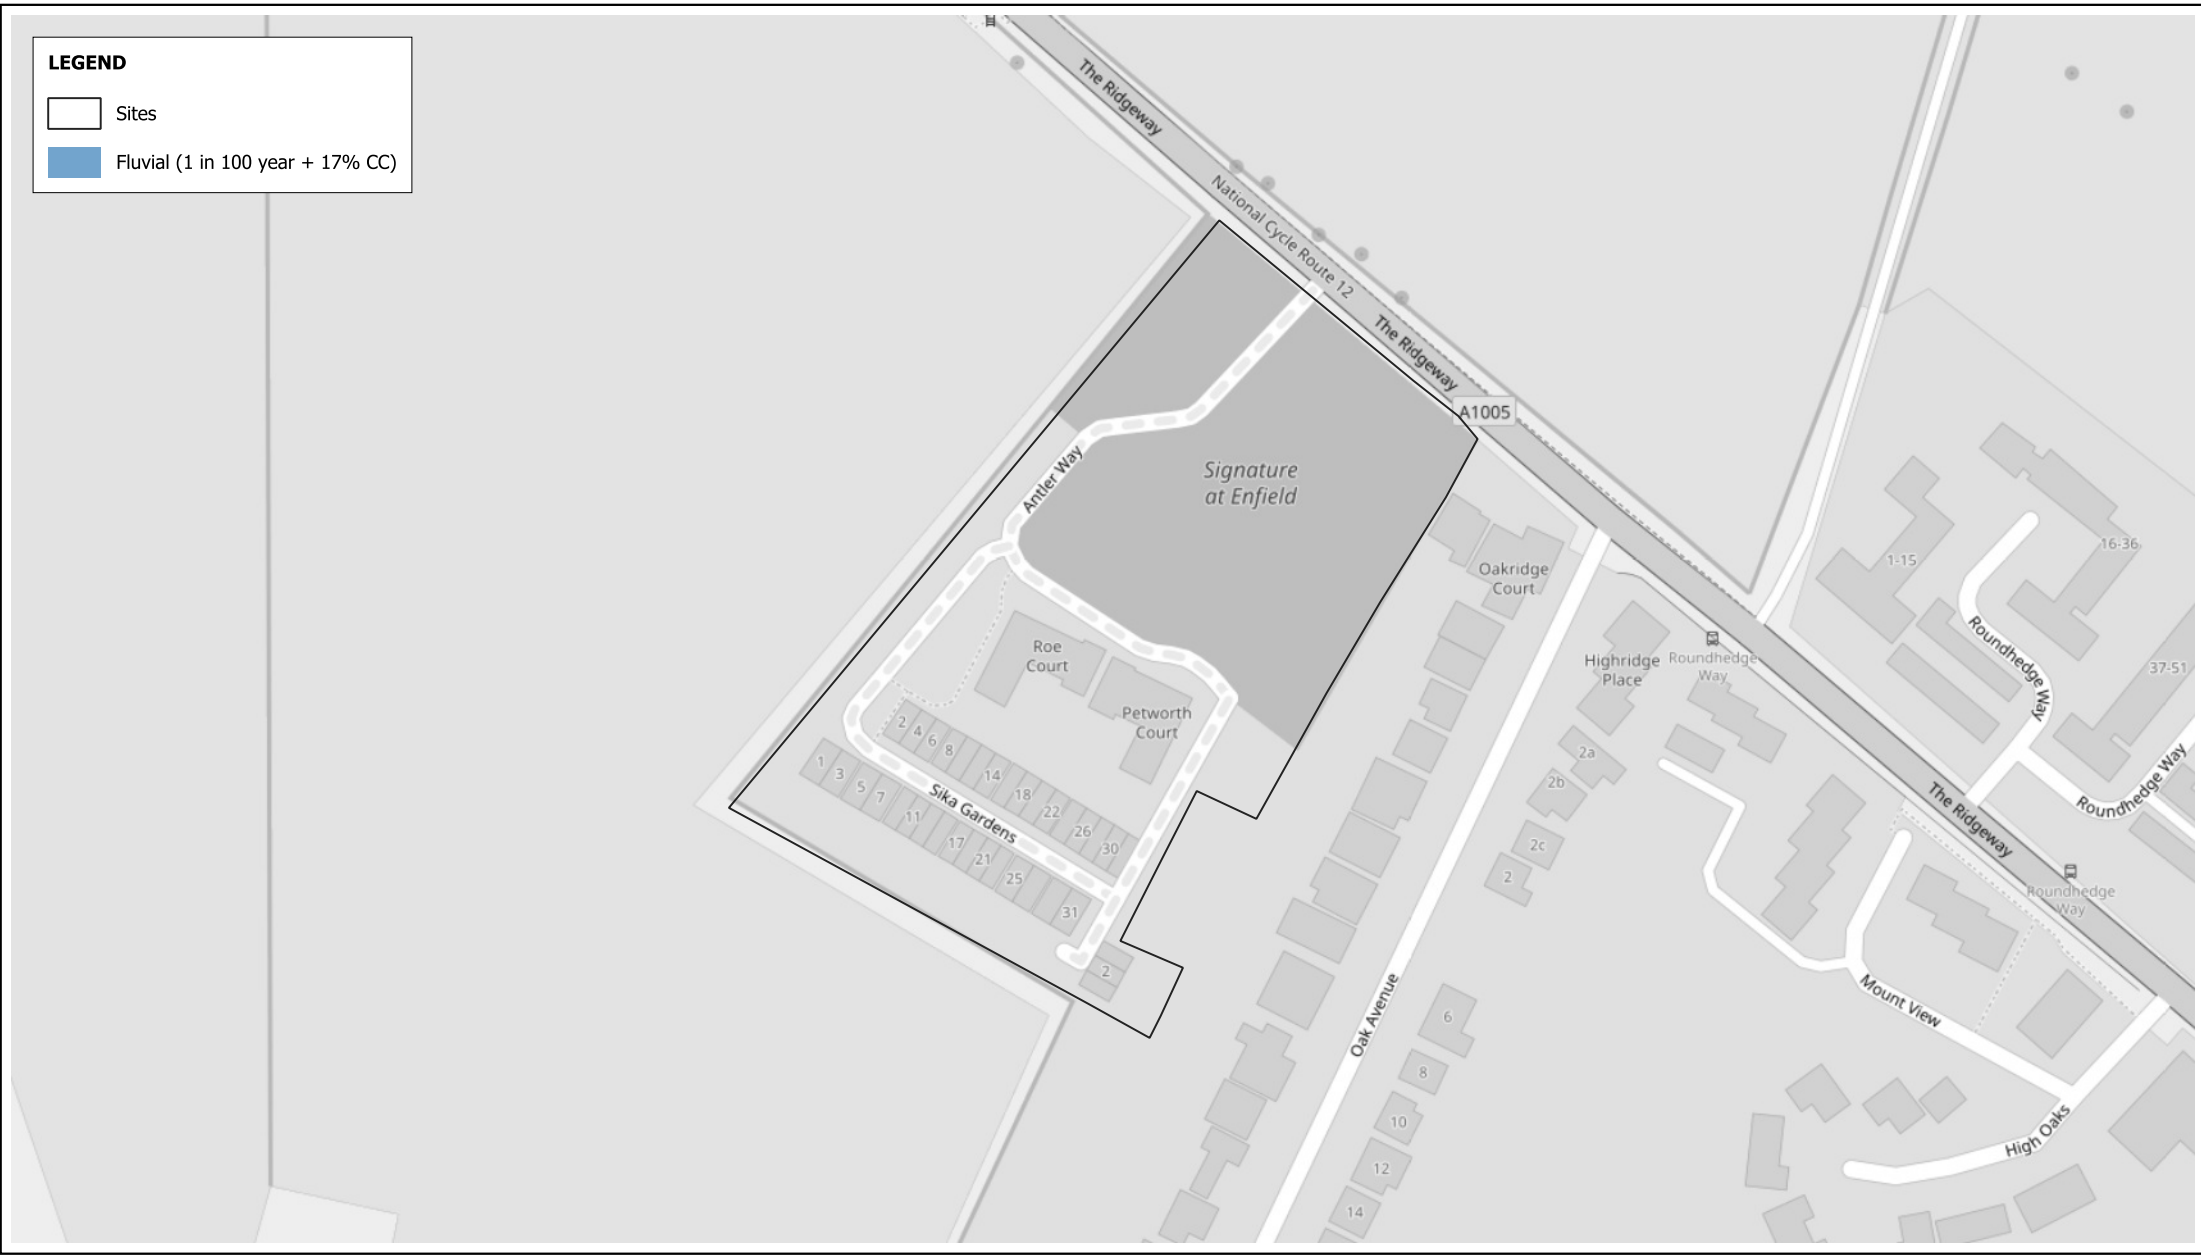 LEGEND
Sites
Fluvial (1 in 100 year + 17% CC)
The Ridgeway
National Cycle Route 12
The Ridgeway
A1005
Signature
at Enfield
Antler Way
Oakridge
Court
Roe
Court
Petworth
Court
Highridge
Place
Roundhedge
Way
1-15
16-36
37-51
Roundhedge Way
Roundhedge Way
2
4
6
8
14
18
22
26
30
1
3
5
7
11
17
21
25
31
Sika Gardens
2
2a
2b
2c
2
The Ridgeway
Roundhedge
Way
Oak Avenue
Mount View
High Oaks
6
8
10
12
14